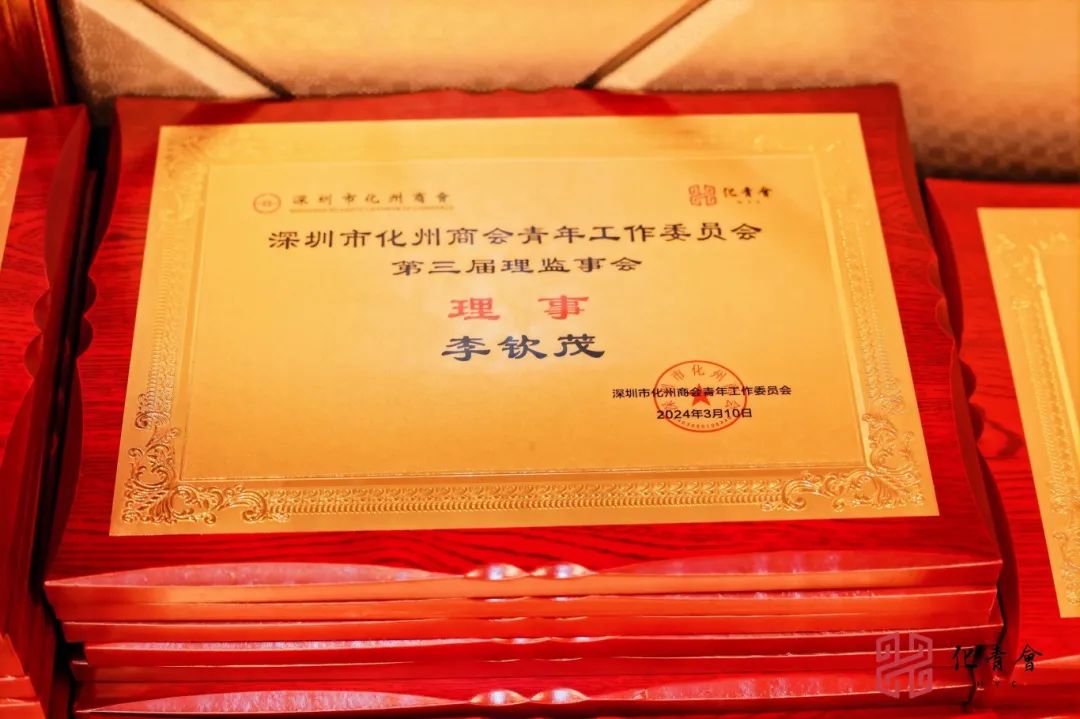 深圳市化州商會
化青會
深圳市化州商会青年工作委员会
第三届理监事会
理 事
李钦茂
深圳市化州商会青年工作委员会
2024年3月10日
化青會